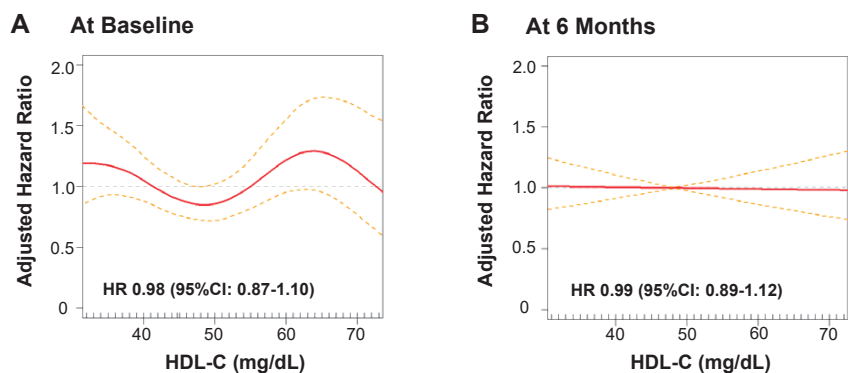 A At Baseline
Adjusted Hazard Ratio
2.0
1.5
1.0
0.5
0
HR 0.98 (95%CI: 0.87-1.10)
40 50 60 70
HDL-C (mg/dL)
B At 6 Months
Adjusted Hazard Ratio
2.0
1.5
1.0
0.5
0
HR 0.99 (95%CI: 0.89-1.12)
40 50 60 70
HDL-C (mg/dL)